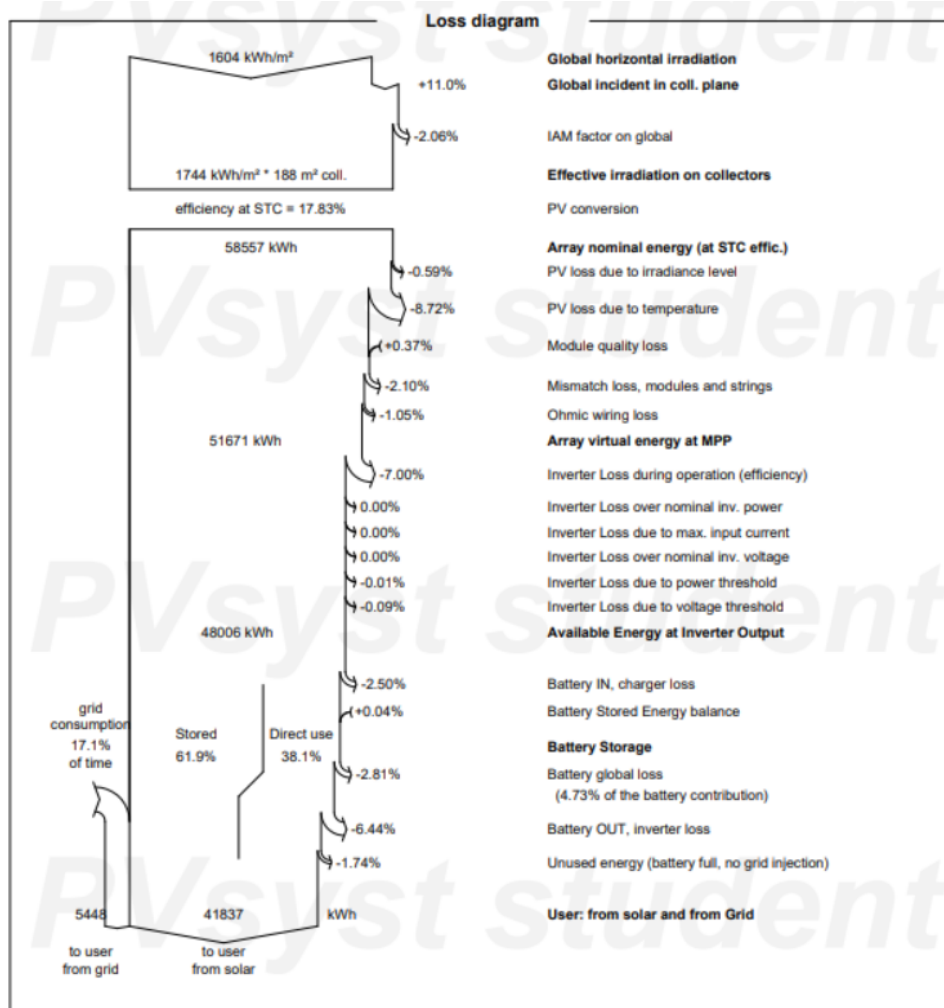 Loss diagram
1604 kWh/m² Global horizontal irradiation
+11.0% Global incident in coll. plane
-2.06% IAM factor on global
1744 kWh/m² * 188 m² coll. Effective irradiation on collectors
efficiency at STC = 17.83% PV conversion
58557 kWh Array nominal energy (at STC effic.)
-0.59% PV loss due to irradiance level
-8.72% PV loss due to temperature
+0.37% Module quality loss
-2.10% Mismatch loss, modules and strings
-1.05% Ohmic wiring loss
51671 kWh Array virtual energy at MPP
-7.00% Inverter Loss during operation (efficiency)
0.00% Inverter Loss over nominal inv. power
0.00% Inverter Loss due to max. input current
0.00% Inverter Loss over nominal inv. voltage
-0.01% Inverter Loss due to power threshold
-0.09% Inverter Loss due to voltage threshold
48006 kWh Available Energy at Inverter Output
-2.50% Battery IN, charger loss
+0.04% Battery Stored Energy balance
grid
consumption
17.1%
of time
Stored
61.9%
Direct use
38.1%
Battery Storage
-2.81% Battery global loss
(4.73% of the battery contribution)
-6.44% Battery OUT, inverter loss
-1.74% Unused energy (battery full, no grid injection)
5448 41837 kWh User: from solar and from Grid
to user
from grid
to user
from solar
PVsyst student
PVsyst student
PVsyst student
PVsyst student